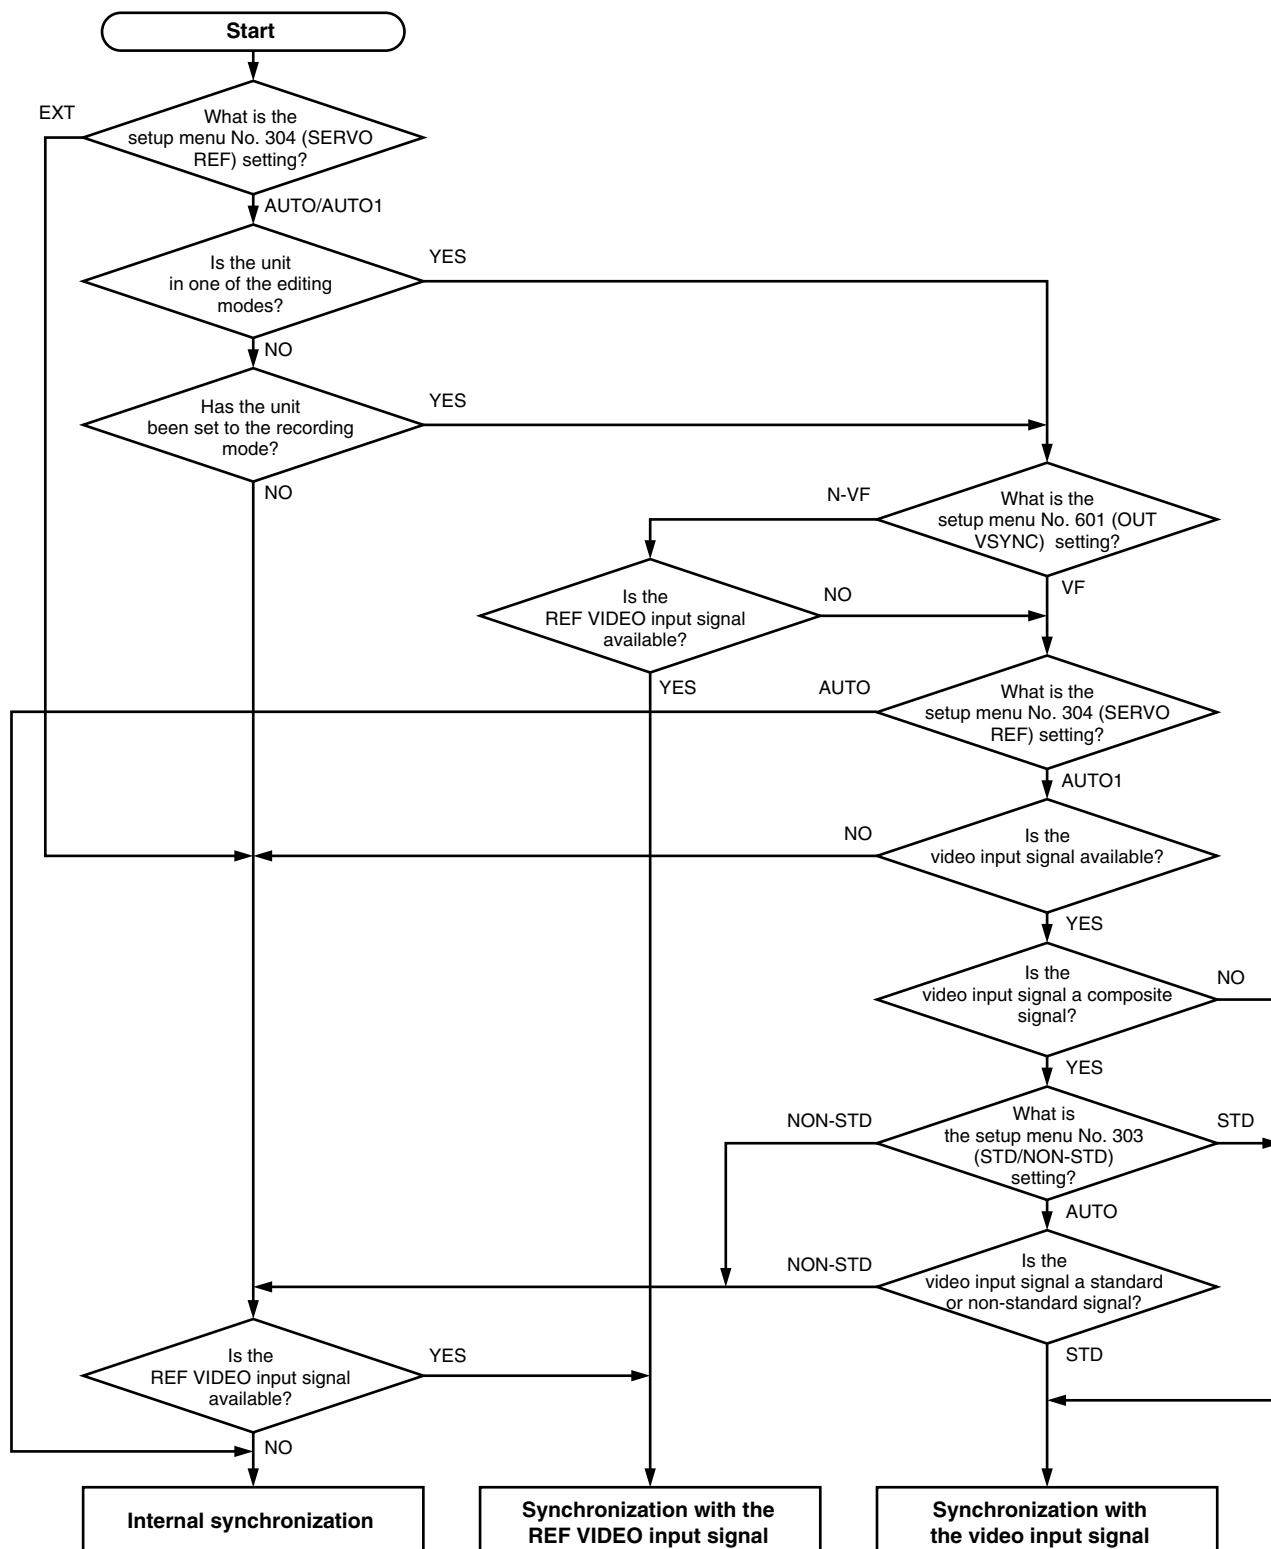 Start
EXT
What is the
setup menu No. 304 (SERVO
REF) setting?
AUTO/AUTO1
Is the unit
in one of the editing
modes?
YES
NO
Has the unit
been set to the recording
mode?
YES
NO
N-VF
What is the
setup menu No. 601 (OUT
VSYNC) setting?
VF
Is the
REF VIDEO input signal
available?
NO
YES
AUTO
What is the
setup menu No. 304 (SERVO
REF) setting?
AUTO1
NO
Is the
video input signal available?
YES
Is the
video input signal a composite
signal?
NO
YES
NON-STD
What is
the setup menu No. 303
(STD/NON-STD)
setting?
STD
AUTO
NON-STD
Is the
video input signal a standard
or non-standard signal?
STD
Is the
REF VIDEO input signal
available?
YES
NO
Internal synchronization
Synchronization with the
REF VIDEO input signal
Synchronization with
the video input signal